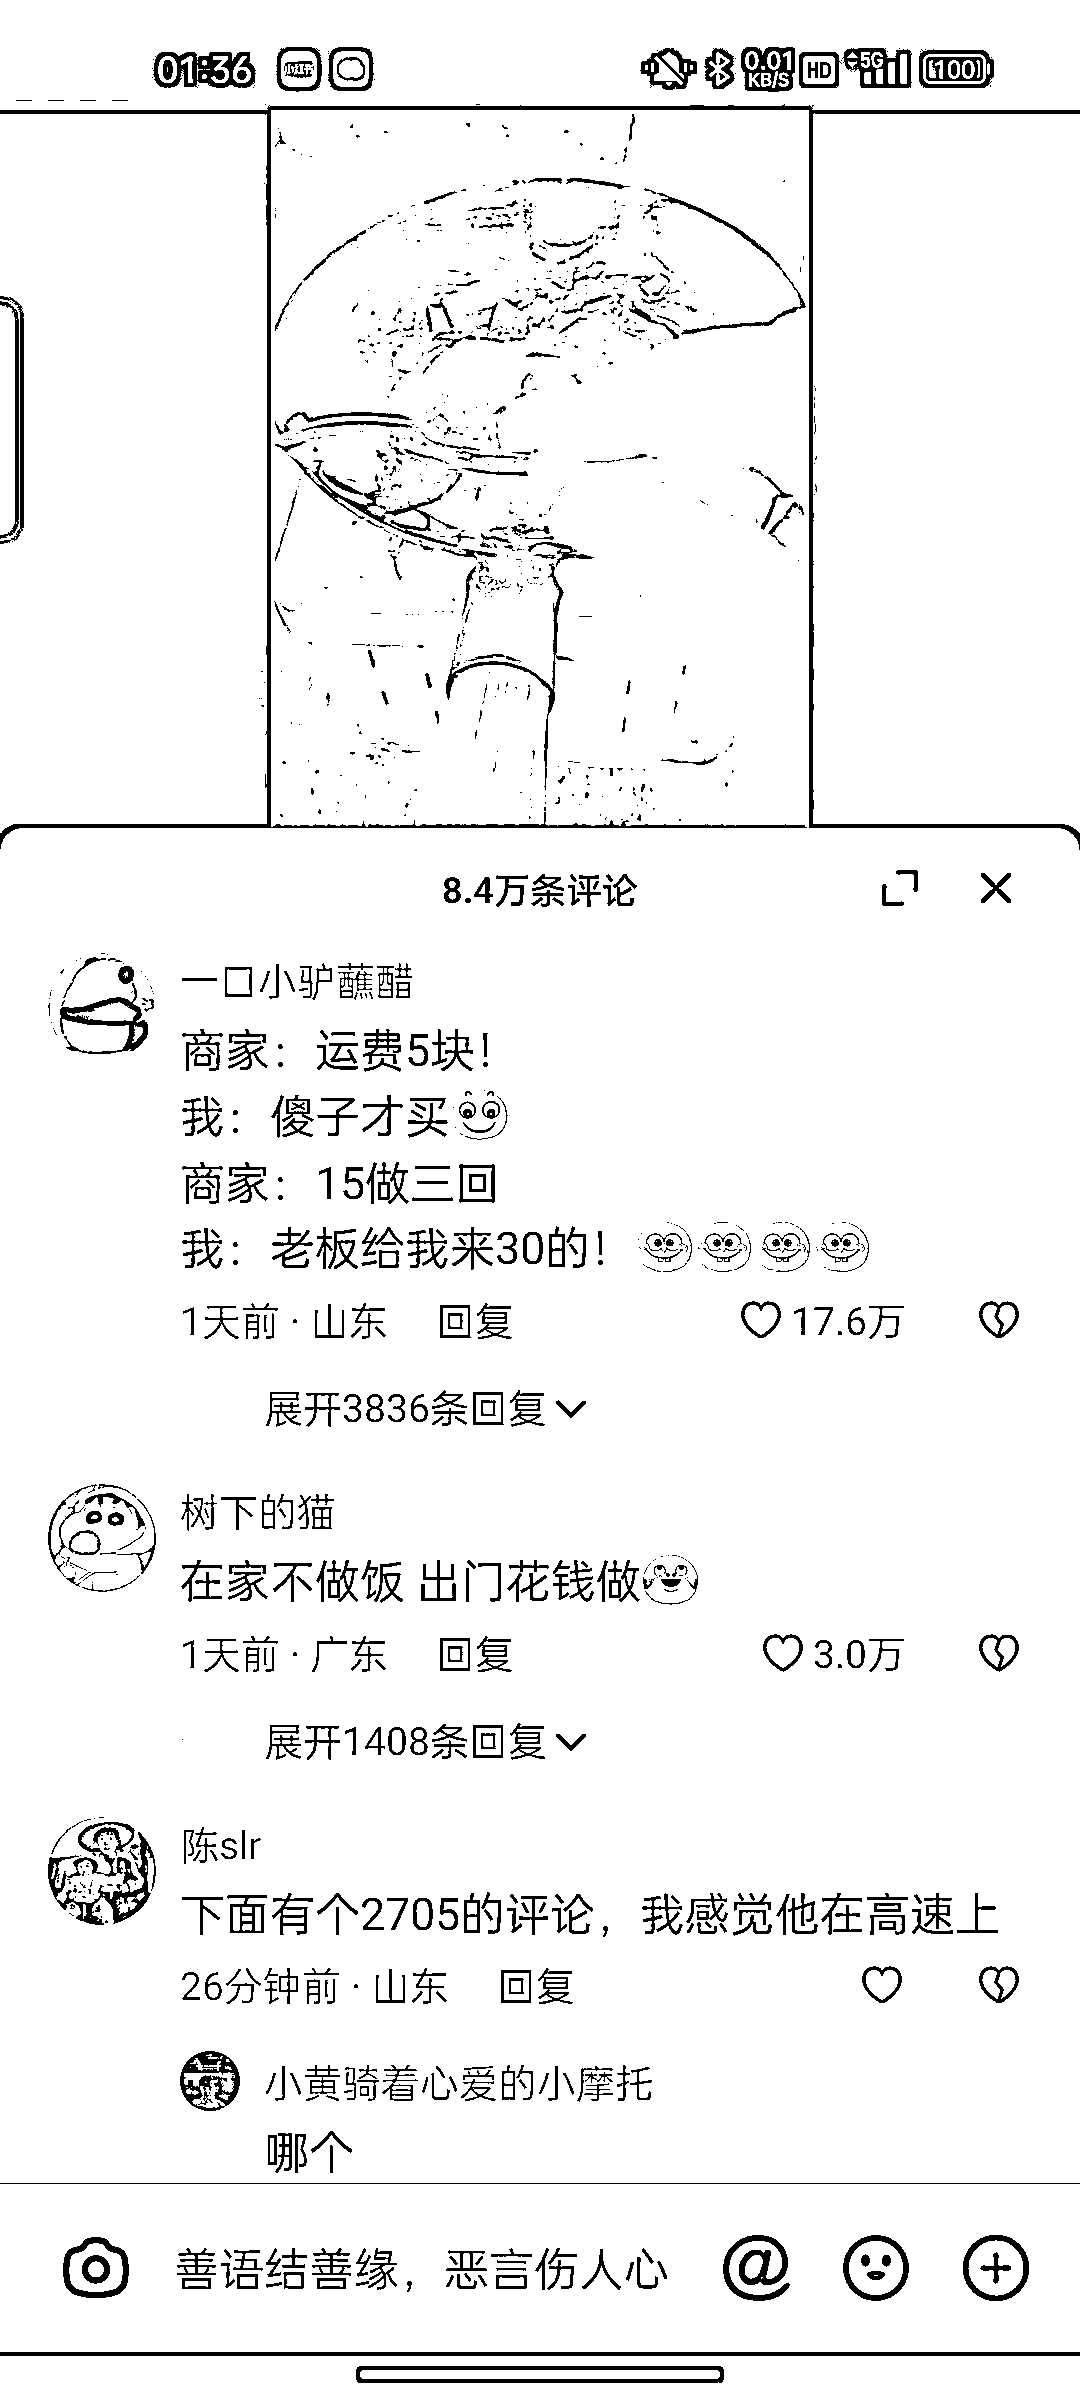 01:36
0.01 KB/S HD 5G 100
8.4万条评论
一口小驴蘸醋
商家：运费5块！
我：傻子才买
商家：15做三回
我：老板给我来30的！
1天前 · 山东 回复 17.6万
展开3836条回复
树下的猫
在家不做饭 出门花钱做
1天前 · 广东 回复 3.0万
展开1408条回复
陈slr
下面有个2705的评论，我感觉他在高速上
26分钟前 · 山东 回复
小黄骑着心爱的小摩托
哪个
善语结善缘，恶言伤人心